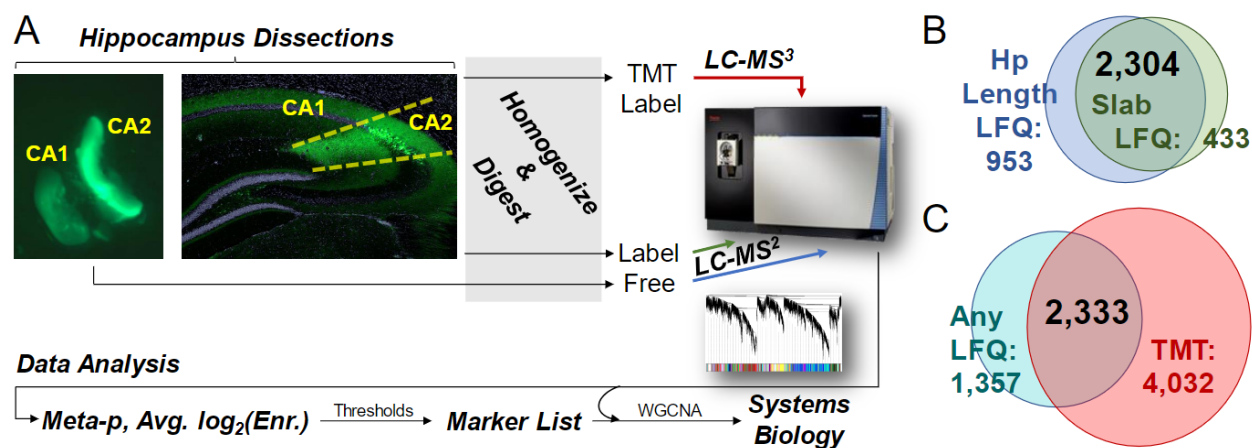 A
Hippocampus Dissections
CA1
CA2
CA1
CA2
Homogenize
&
Digest
TMT
Label
LC-MS³
Label
Free
LC-MS²
Data Analysis
Meta-p, Avg. log₂(Enr.)
Thresholds
Marker List
WGCNA
Systems
Biology
B
Hp
Length
LFQ:
953
2,304
Slab
LFQ: 433
C
Any
LFQ:
1,357
2,333
TMT:
4,032